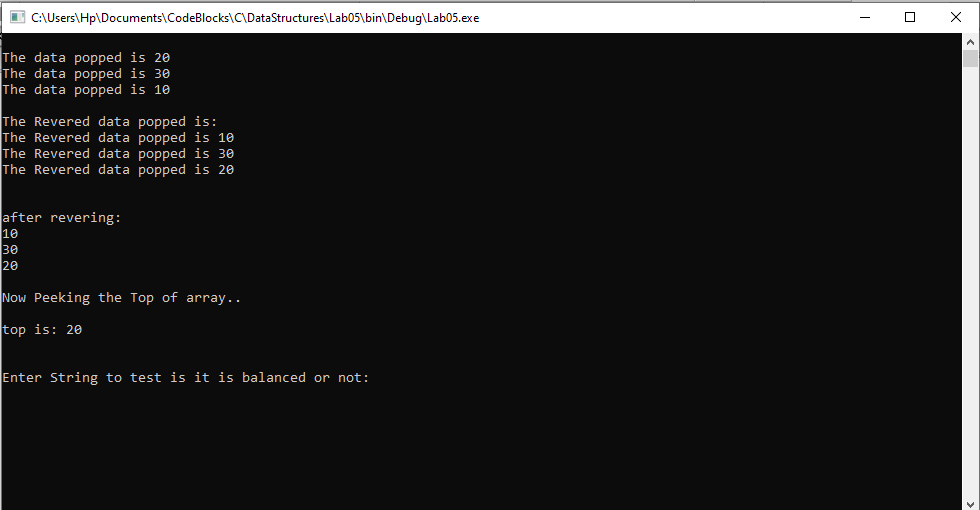 C:\Users\Hp\Documents\CodeBlocks\C\DataStructures\Lab05\bin\Debug\Lab05.exe
The data popped is 20
The data popped is 30
The data popped is 10
The Revered data popped is:
The Revered data popped is 10
The Revered data popped is 30
The Revered data popped is 20
after revering:
10
30
20
Now Peeking the Top of array..
top is: 20
Enter String to test is it is balanced or not: